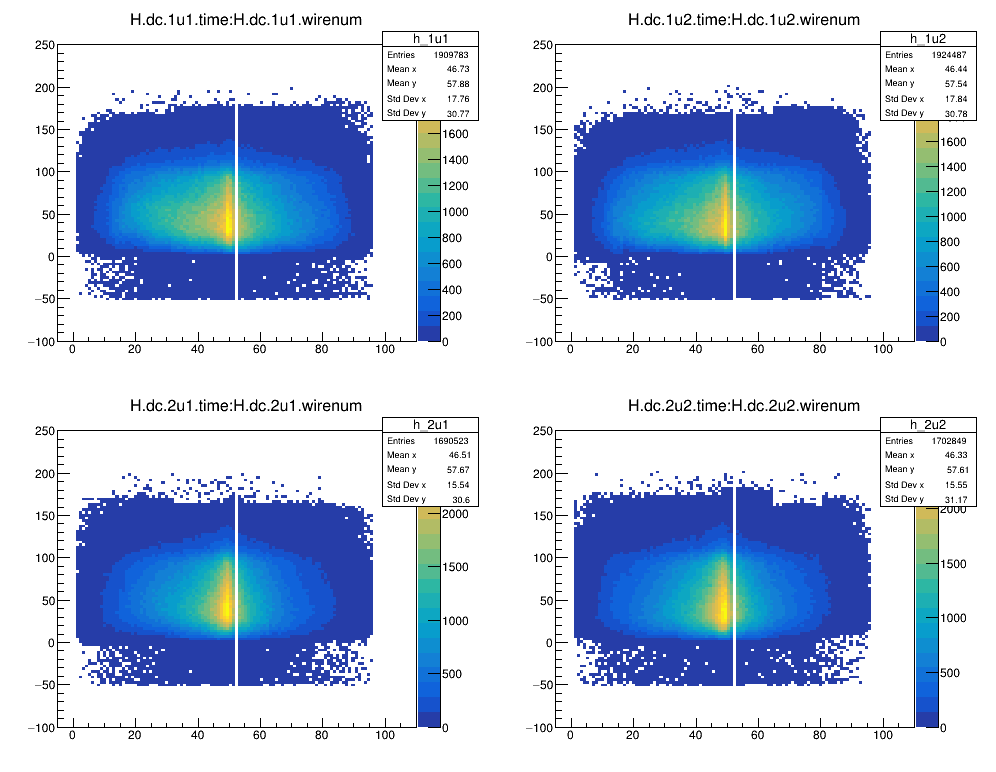 H.dc.1u1.time:H.dc.1u1.wirenum
h_1u1
Entries 1909783
Mean x 46.73
Mean y 57.88
Std Dev x 17.76
Std Dev y 30.77
250
200
150
100
50
0
−50
−100
0 20 40 60 80 100
1600
1400
1200
1000
800
600
400
200
0
H.dc.1u2.time:H.dc.1u2.wirenum
h_1u2
Entries 1924487
Mean x 46.44
Mean y 57.54
Std Dev x 17.84
Std Dev y 30.78
250
200
150
100
50
0
−50
−100
0 20 40 60 80 100
1600
1400
1200
1000
800
600
400
200
0
H.dc.2u1.time:H.dc.2u1.wirenum
h_2u1
Entries 1690523
Mean x 46.51
Mean y 57.67
Std Dev x 15.54
Std Dev y 30.6
250
200
150
100
50
0
−50
−100
0 20 40 60 80 100
2000
1500
1000
500
0
H.dc.2u2.time:H.dc.2u2.wirenum
h_2u2
Entries 1702849
Mean x 46.33
Mean y 57.61
Std Dev x 15.55
Std Dev y 31.17
250
200
150
100
50
0
−50
−100
0 20 40 60 80 100
2000
1500
1000
500
0